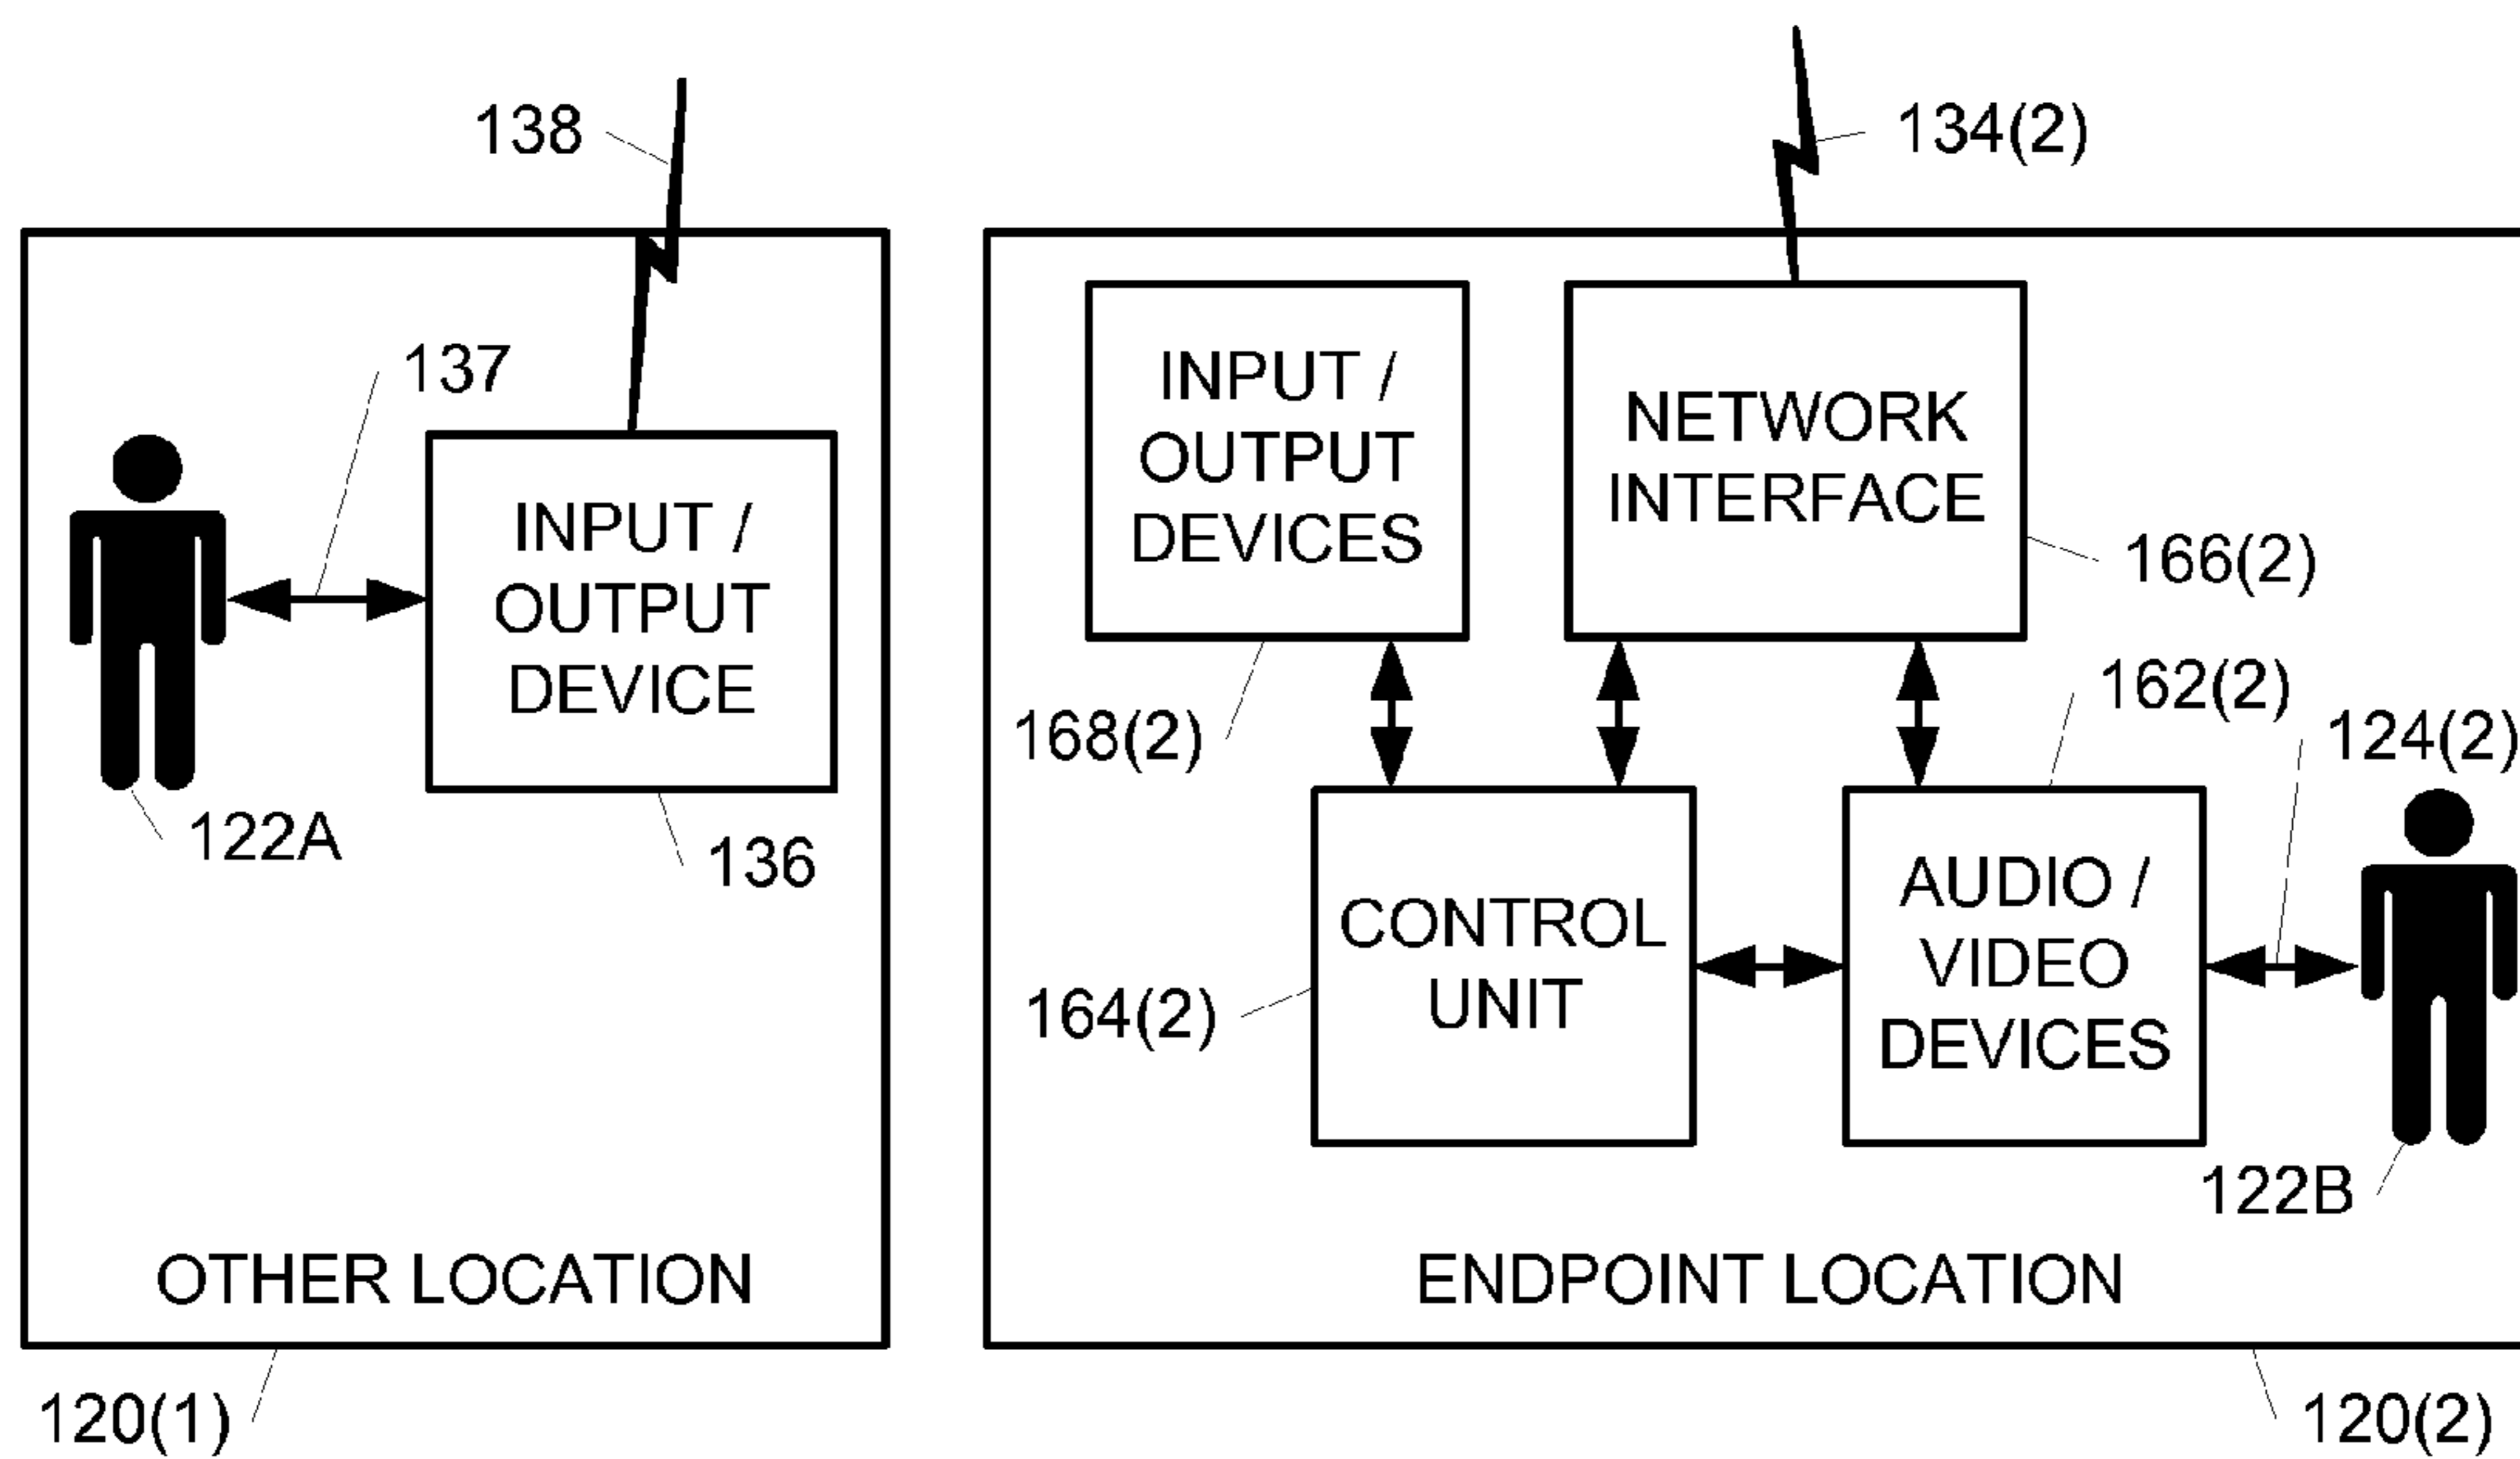 138
134(2)
137
INPUT /
OUTPUT
DEVICE
122A
136
OTHER LOCATION
120(1)
INPUT /
OUTPUT
DEVICES
NETWORK
INTERFACE
166(2)
168(2)
162(2)
124(2)
CONTROL
UNIT
AUDIO /
VIDEO
DEVICES
164(2)
122B
ENDPOINT LOCATION
120(2)